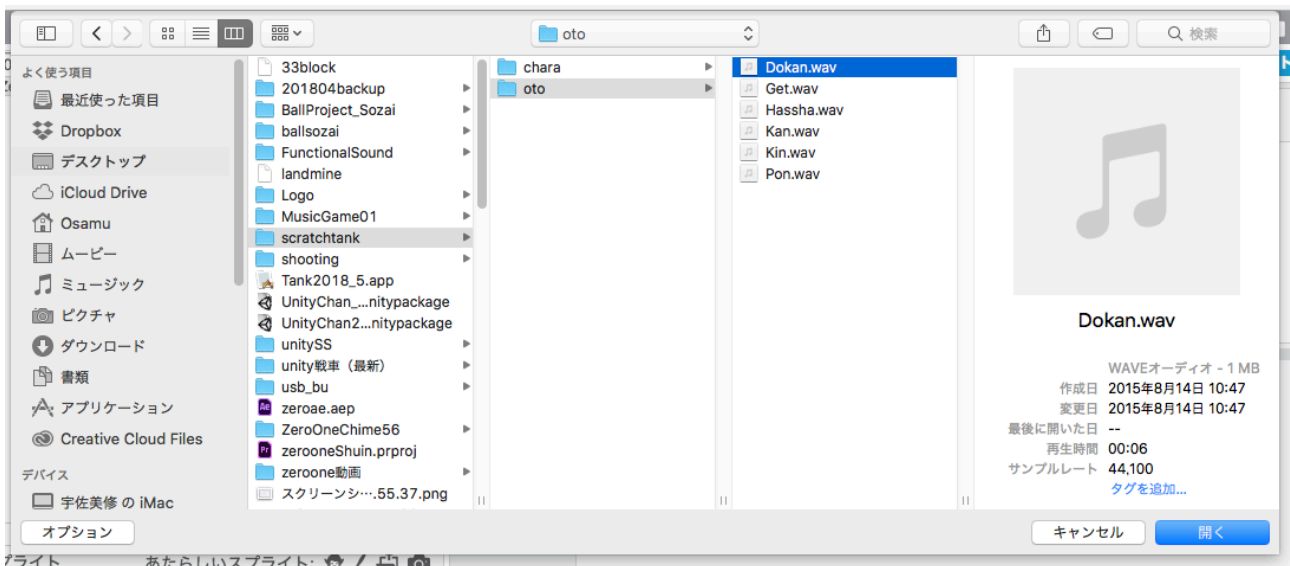 oto
検索
よく使う項目
最近使った項目
Dropbox
デスクトップ
iCloud Drive
Osamu
ムービー
ミュージック
ピクチャ
ダウンロード
書類
アプリケーション
Creative Cloud Files
デバイス
宇佐美修 の iMac
33block
201804backup
BallProject_Sozai
ballsozai
FunctionalSound
landmine
Logo
MusicGame01
scratchtank
shooting
Tank2018_5.app
UnityChan_...nitypackage
UnityChan2...nitypackage
unitySS
unity戦車（最新）
usb_bu
zeroae.aep
ZeroOneChime56
zerooneShuin.prproj
zeroone動画
スクリーンシ….55.37.png
chara
oto
Dokan.wav
Get.wav
Hassha.wav
Kan.wav
Kin.wav
Pon.wav
Dokan.wav
WAVEオーディオ - 1 MB
作成日 2015年8月14日 10:47
変更日 2015年8月14日 10:47
最後に開いた日 --
再生時間 00:06
サンプルレート 44,100
タグを追加...
オプション
キャンセル
開く
あたらしいスプライト: